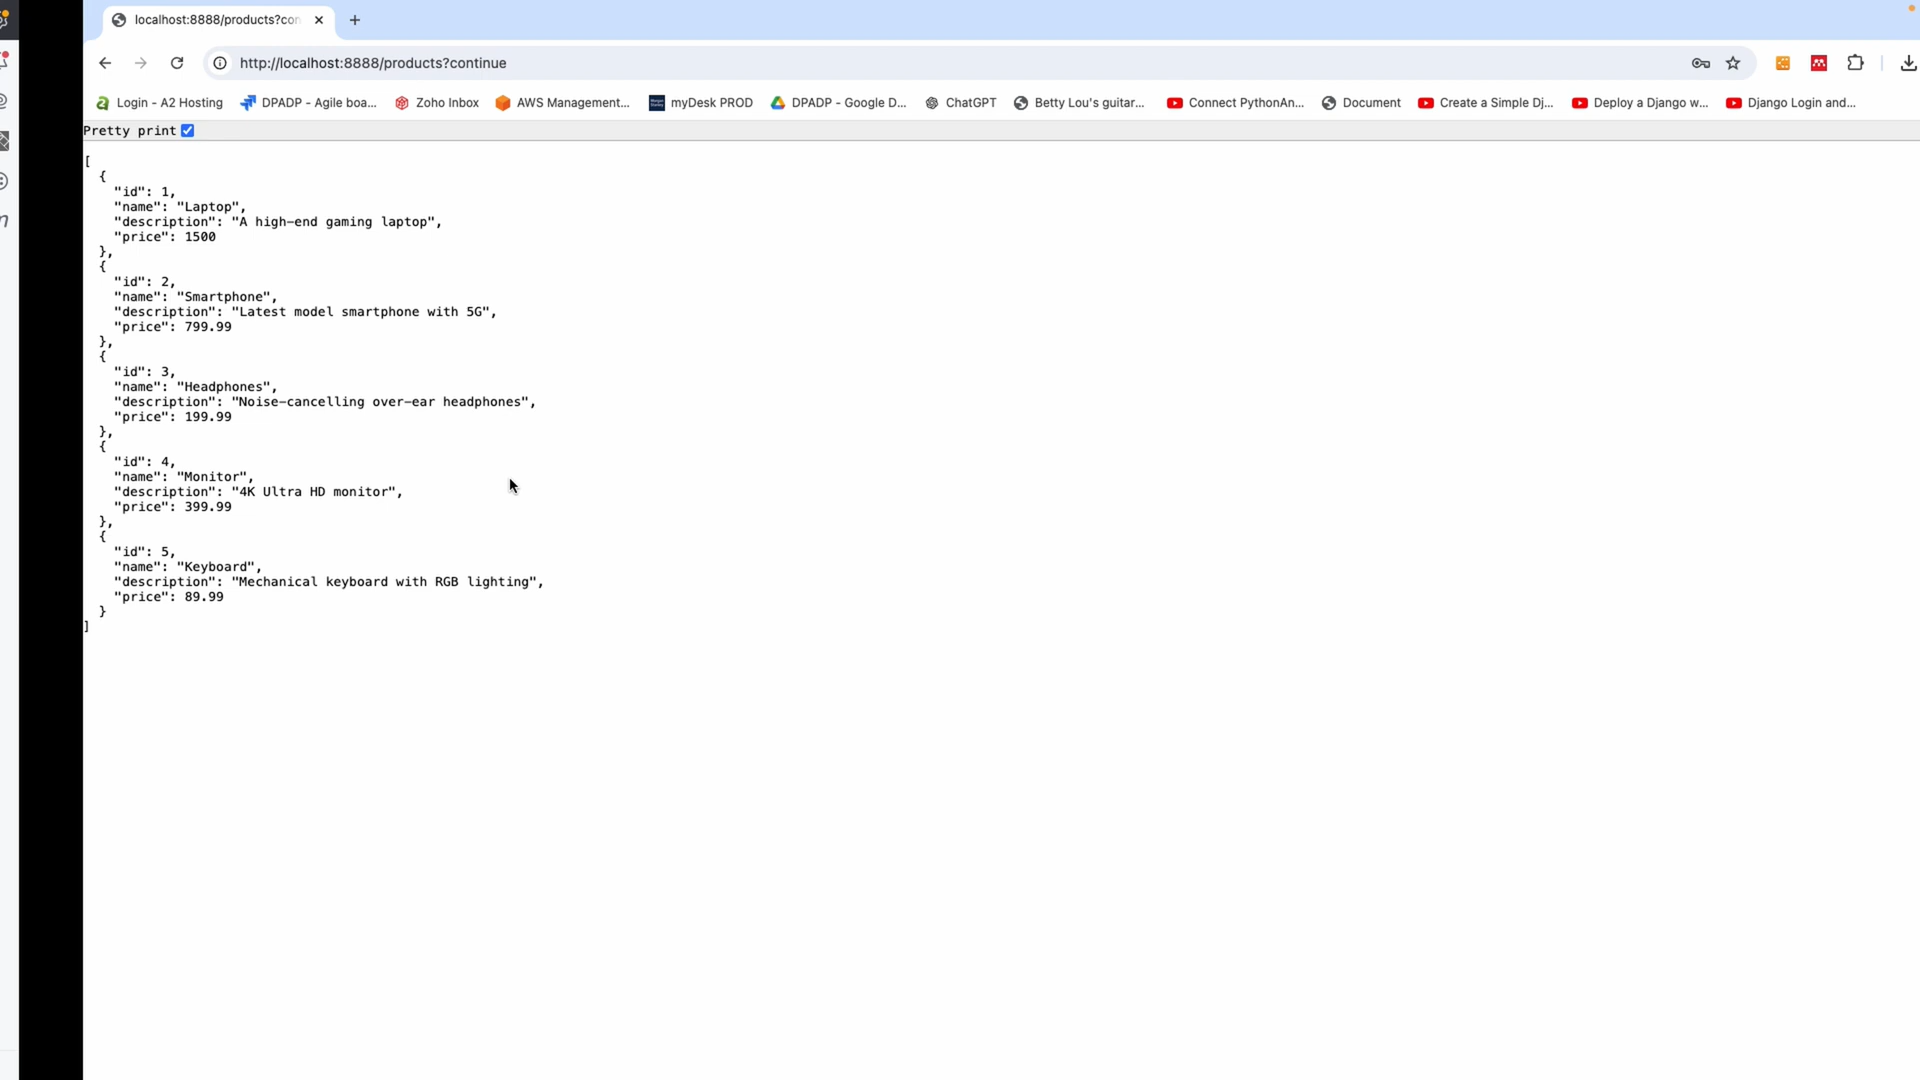 localhost:8888/products?con
http://localhost:8888/products?continue
Login - A2 Hosting
DPADP - Agile boa...
Zoho Inbox
AWS Management...
myDesk PROD
DPADP - Google D...
ChatGPT
Betty Lou's guitar...
Connect PythonAn...
Document
Create a Simple Dj...
Deploy a Django w...
Django Login and...
Pretty print
[
{
"id": 1,
"name": "Laptop",
"description": "A high-end gaming laptop",
"price": 1500
},
{
"id": 2,
"name": "Smartphone",
"description": "Latest model smartphone with 5G",
"price": 799.99
},
{
"id": 3,
"name": "Headphones",
"description": "Noise-cancelling over-ear headphones",
"price": 199.99
},
{
"id": 4,
"name": "Monitor",
"description": "4K Ultra HD monitor",
"price": 399.99
},
{
"id": 5,
"name": "Keyboard",
"description": "Mechanical keyboard with RGB lighting",
"price": 89.99
}
]